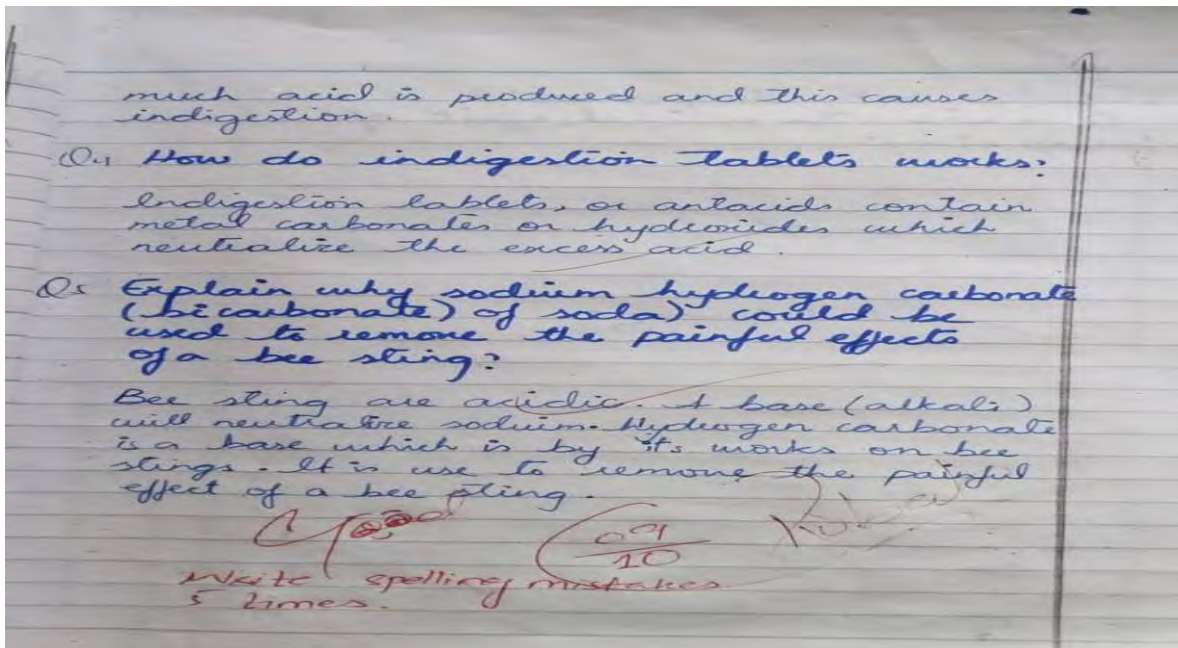 much acid is produced and this causes
indigestion.
Q4 How do indigestion tablets works?
Indigestion tablets, or antacids contain
metal carbonates or hydroxides which
neutralize the excess acid.
Q5 Explain why sodium hydrogen carbonate
(bicarbonate) of soda) could be
used to remove the painful effects
of a bee sting?
Bee sting are acidic. A base (alkali)
will neutralize sodium. Hydrogen carbonate
is a base which is by it's works on bee
stings. It is use to remove the painful
effect of a bee sting.
Good
09/10
Write spelling mistakes
5 times.